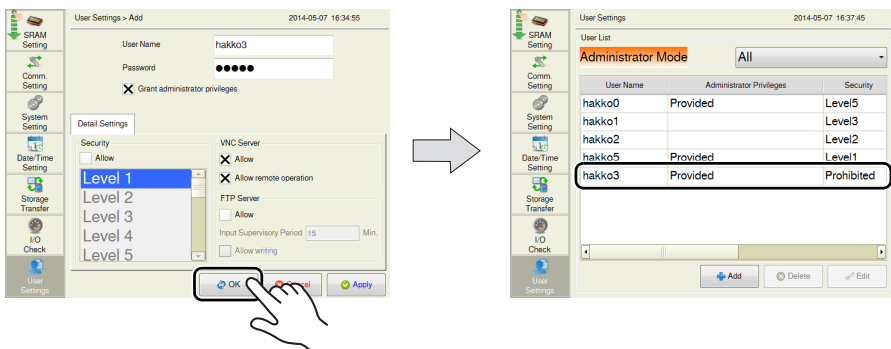 User Settings > Add 2014-05-07 16:34:55
SRAM
Setting
Comm.
Setting
System
Setting
Date/Time
Setting
Storage
Transfer
I/O
Check
User
Settings
User Name hakko3
Password ●●●●●
Grant administrator privileges
Detail Settings
Security
Allow
Level 1
Level 2
Level 3
Level 4
Level 5
VNC Server
Allow
Allow remote operation
FTP Server
Allow
Input Supervisory Period 15 Min.
Allow writing
OK Cancel Apply
User Settings 2014-05-07 16:37:45
SRAM
Setting
Comm.
Setting
System
Setting
Date/Time
Setting
Storage
Transfer
I/O
Check
User
Settings
User List
Administrator Mode All
User Name Administrator Privileges Security
hakko0 Provided Level5
hakko1 Level3
hakko2 Level2
hakko5 Provided Level1
hakko3 Provided Prohibited
Add Delete Edit